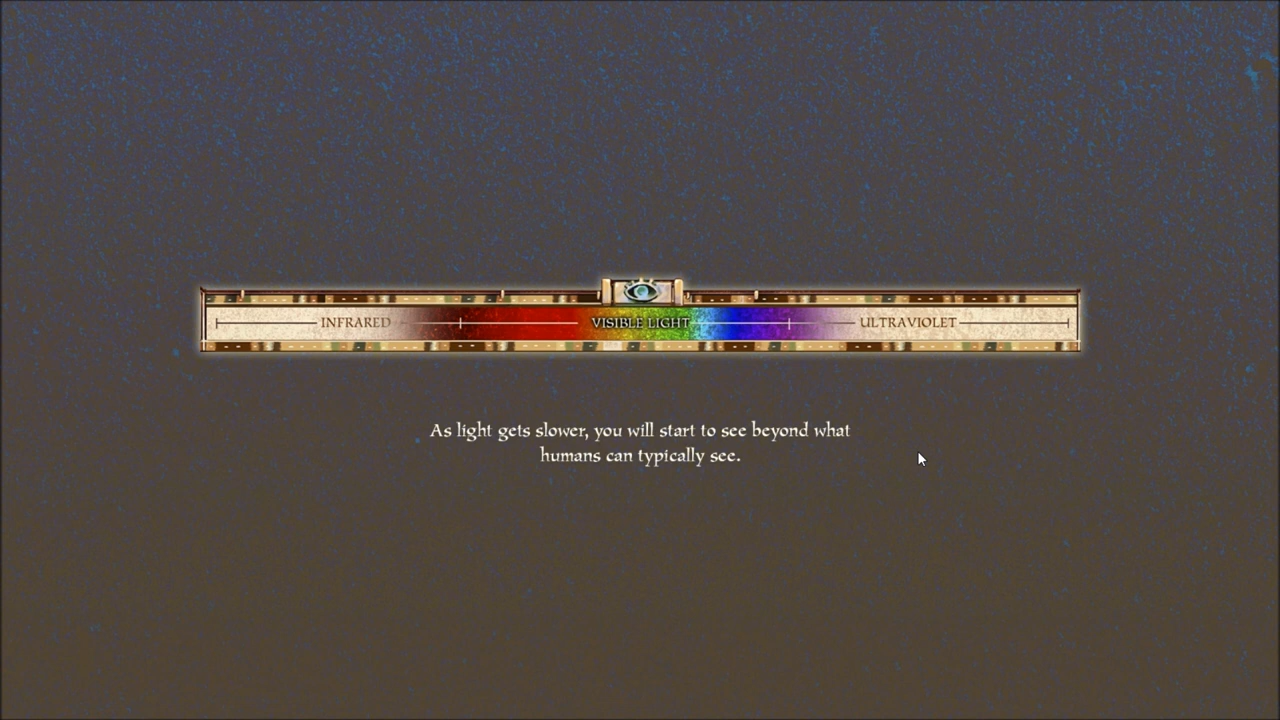 INFRARED VISIBLE LIGHT ULTRAVIOLET
As light gets slower, you will start to see beyond what
humans can typically see.